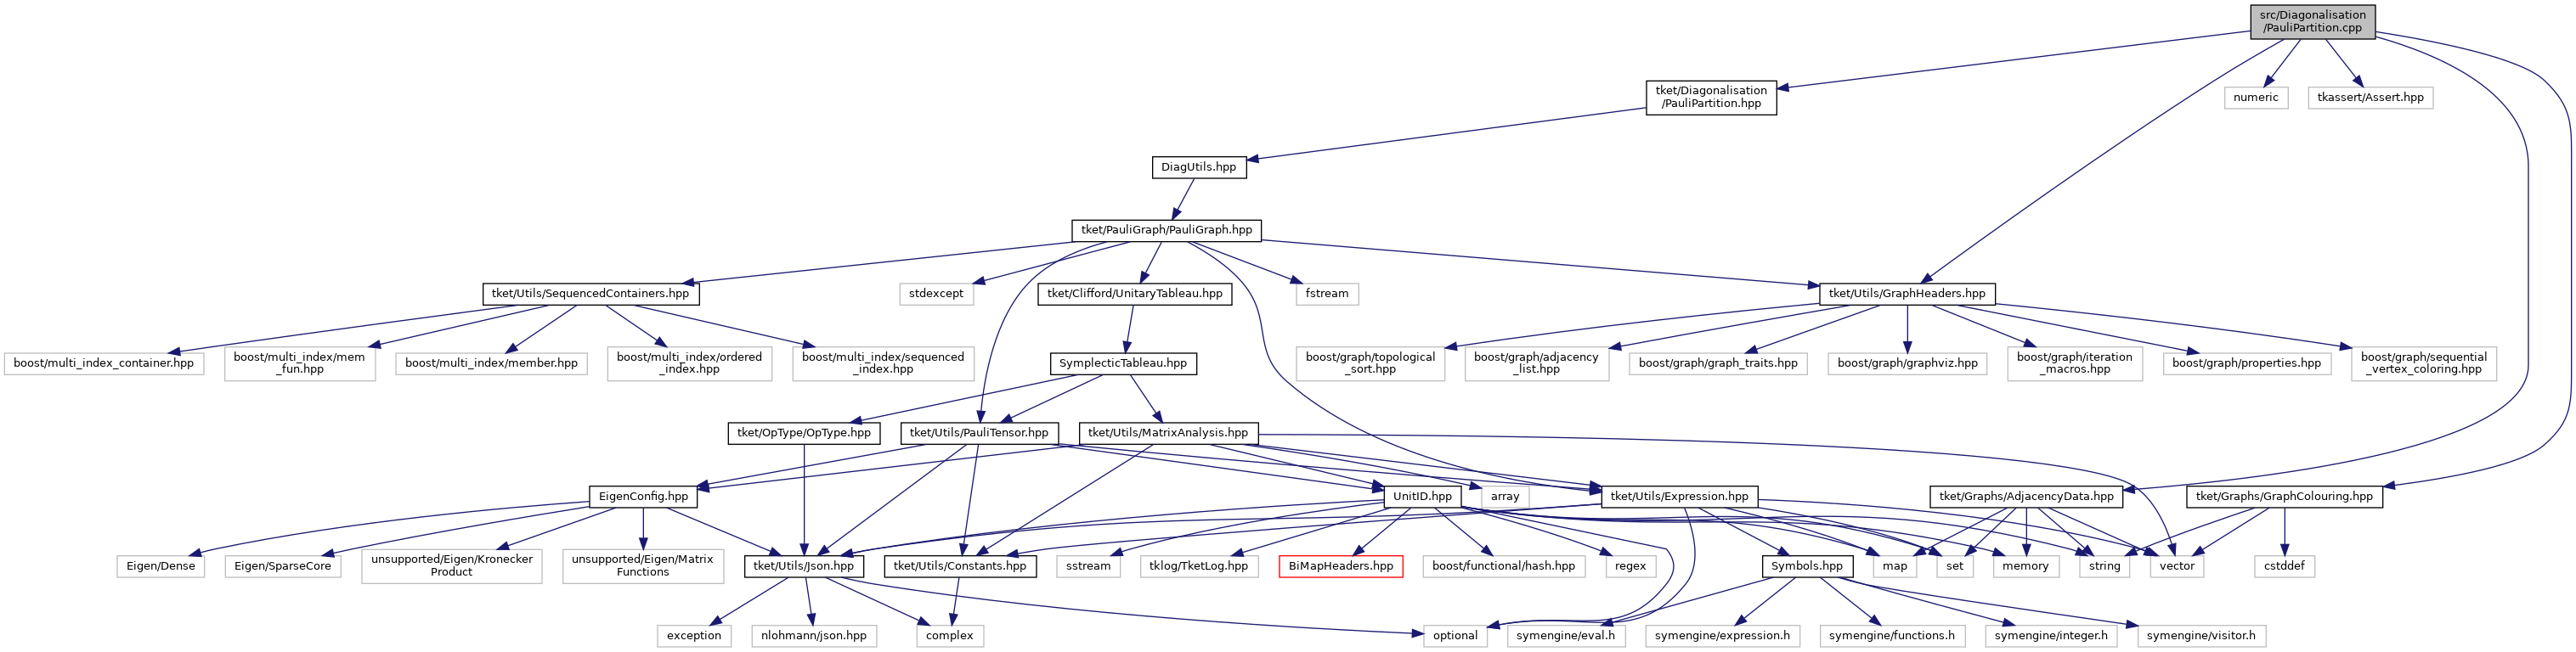 src/Diagonalisation
/PauliPartition.cpp
tket/Diagonalisation
/PauliPartition.hpp
numeric
tkassert/Assert.hpp
DiagUtils.hpp
tket/PauliGraph/PauliGraph.hpp
tket/Utils/SequencedContainers.hpp
stdexcept
tket/Clifford/UnitaryTableau.hpp
fstream
tket/Utils/GraphHeaders.hpp
boost/multi_index_container.hpp
boost/multi_index/mem
_fun.hpp
boost/multi_index/member.hpp
boost/multi_index/ordered
_index.hpp
boost/multi_index/sequenced
_index.hpp
SymplecticTableau.hpp
boost/graph/topological
_sort.hpp
boost/graph/adjacency
_list.hpp
boost/graph/graph_traits.hpp
boost/graph/graphviz.hpp
boost/graph/iteration
_macros.hpp
boost/graph/properties.hpp
boost/graph/sequential
_vertex_coloring.hpp
tket/OpType/OpType.hpp
tket/Utils/PauliTensor.hpp
tket/Utils/MatrixAnalysis.hpp
EigenConfig.hpp
UnitID.hpp
array
tket/Utils/Expression.hpp
tket/Graphs/AdjacencyData.hpp
tket/Graphs/GraphColouring.hpp
Eigen/Dense
Eigen/SparseCore
unsupported/Eigen/Kronecker
Product
unsupported/Eigen/Matrix
Functions
tket/Utils/Json.hpp
tket/Utils/Constants.hpp
sstream
tklog/TketLog.hpp
BiMapHeaders.hpp
boost/functional/hash.hpp
regex
Symbols.hpp
map
set
memory
string
vector
cstddef
exception
nlohmann/json.hpp
complex
optional
symengine/eval.h
symengine/expression.h
symengine/functions.h
symengine/integer.h
symengine/visitor.h